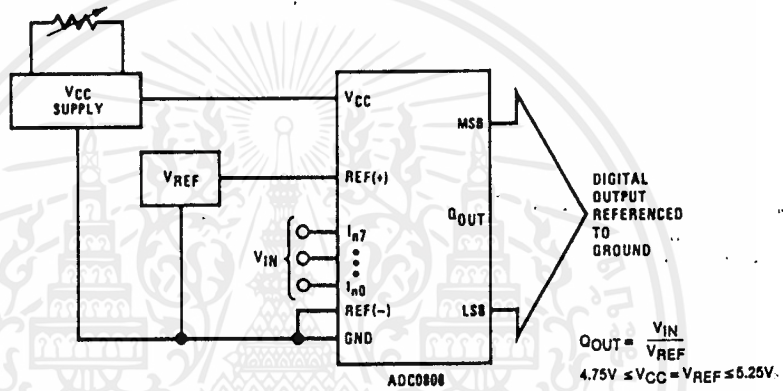 VCC
SUPPLY
VREF
VIN
VCC
REF(+)
In7
In0
REF(-)
GND
MSB
QOUT
LSB
ADC0808
DIGITAL
OUTPUT
REFERENCED
TO
GROUND
QOUT = VIN / VREF
4.75V ≤ VCC = VREF ≤ 5.25V